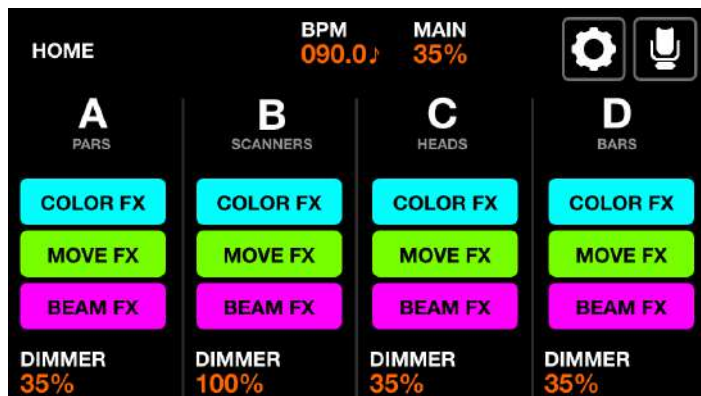 HOME
BPM
090.0♪
MAIN
35%
A
PARS
COLOR FX
MOVE FX
BEAM FX
DIMMER
35%
B
SCANNERS
COLOR FX
MOVE FX
BEAM FX
DIMMER
100%
C
HEADS
COLOR FX
MOVE FX
BEAM FX
DIMMER
35%
D
BARS
COLOR FX
MOVE FX
BEAM FX
DIMMER
35%